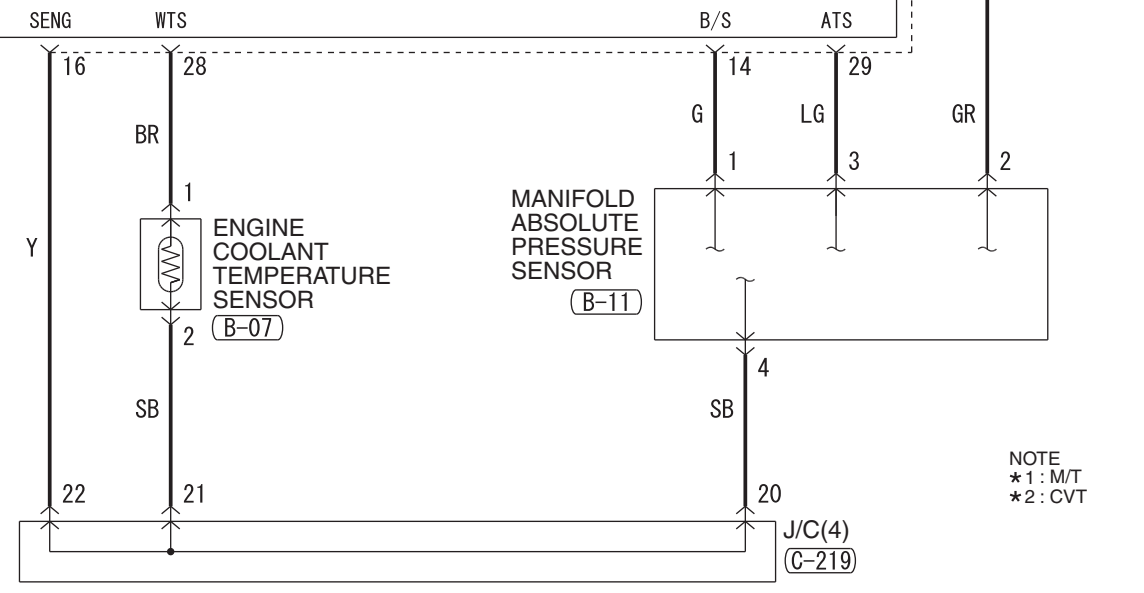 SENG WTS B/S ATS
16 28 14 29
BR G LG GR
1 1 3 2
Y
ENGINE
COOLANT
TEMPERATURE
SENSOR
B-07
2
MANIFOLD
ABSOLUTE
PRESSURE
SENSOR
B-11
4
SB SB
22 21 20
NOTE
*1 : M/T
*2 : CVT
J/C(4)
C-219